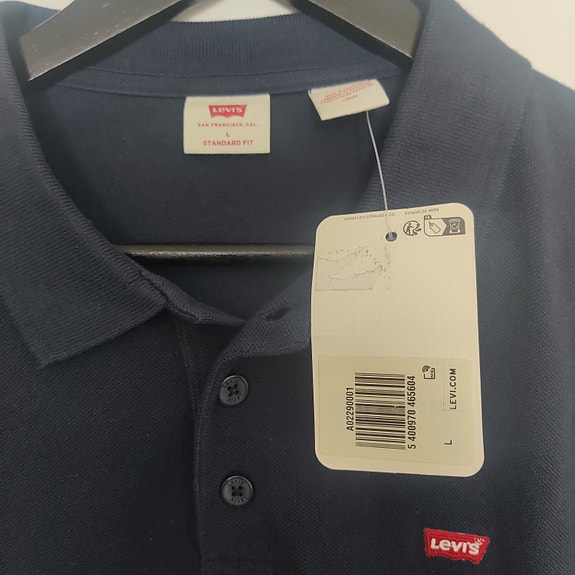 Levi's
SAN FRANCISCO, CAL.
L
STANDARD FIT
A02290001
5 400970 465604
L
LEVI.COM
Levi's